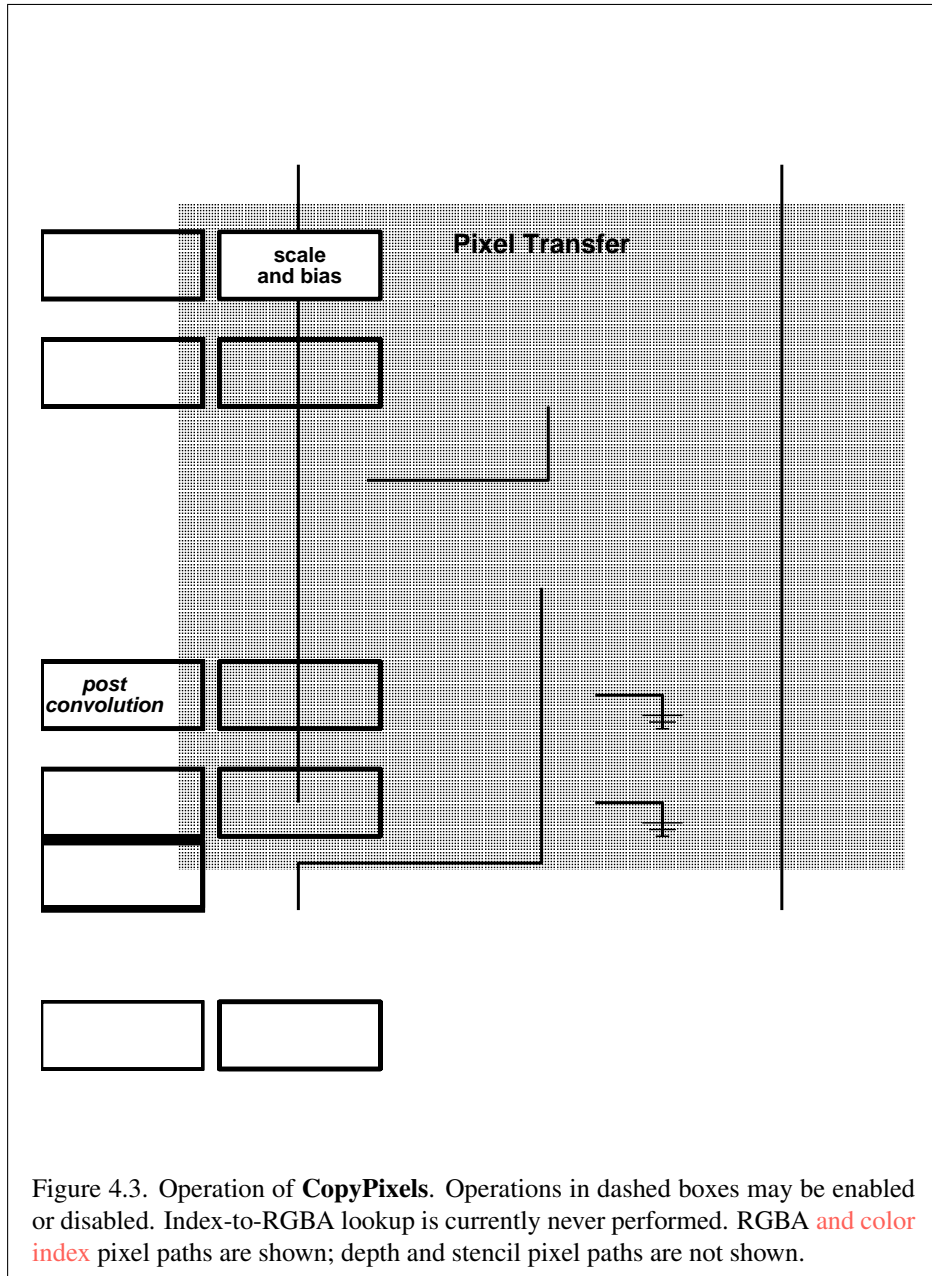 Pixel Transfer
scale
and bias
post
convolution
Figure 4.3. Operation of CopyPixels. Operations in dashed boxes may be enabled
or disabled. Index-to-RGBA lookup is currently never performed. RGBA and color
index pixel paths are shown; depth and stencil pixel paths are not shown.